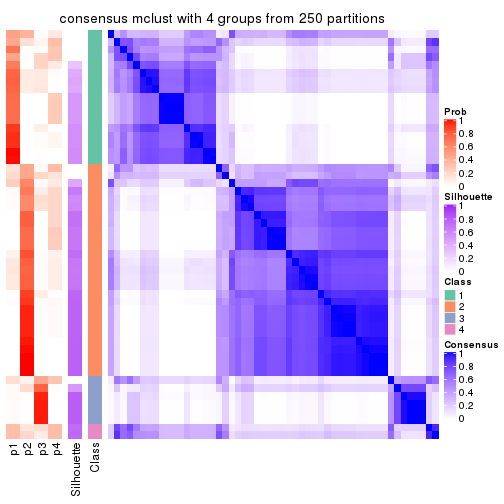 consensus mclust with 4 groups from 250 partitions
Prob
1
0.8
0.6
0.4
0.2
0
Silhouette
1
0.8
0.6
0.4
0.2
0
Class
1
2
3
4
Consensus
1
0.8
0.6
0.4
0.2
0
p1
p2
p3
p4
Silhouette
Class